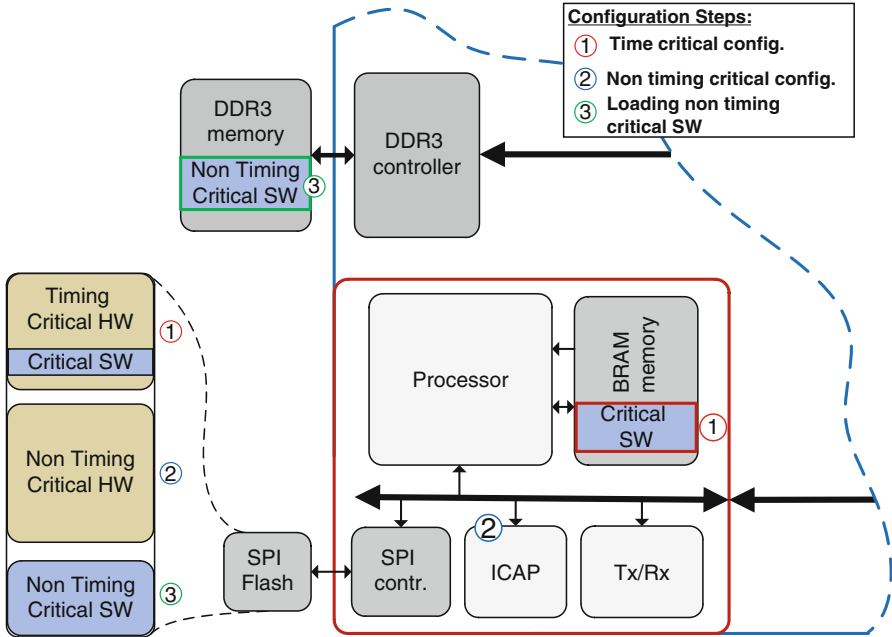 Configuration Steps:
1 Time critical config.
2 Non timing critical config.
3 Loading non timing
critical SW
DDR3
memory
Non Timing
Critical SW
3
DDR3
controller
Timing
Critical HW
1
Critical SW
Non Timing
Critical HW
2
Non Timing
Critical SW
3
SPI
Flash
Processor
BRAM
memory
Critical
SW
1
SPI
contr.
2
ICAP
Tx/Rx